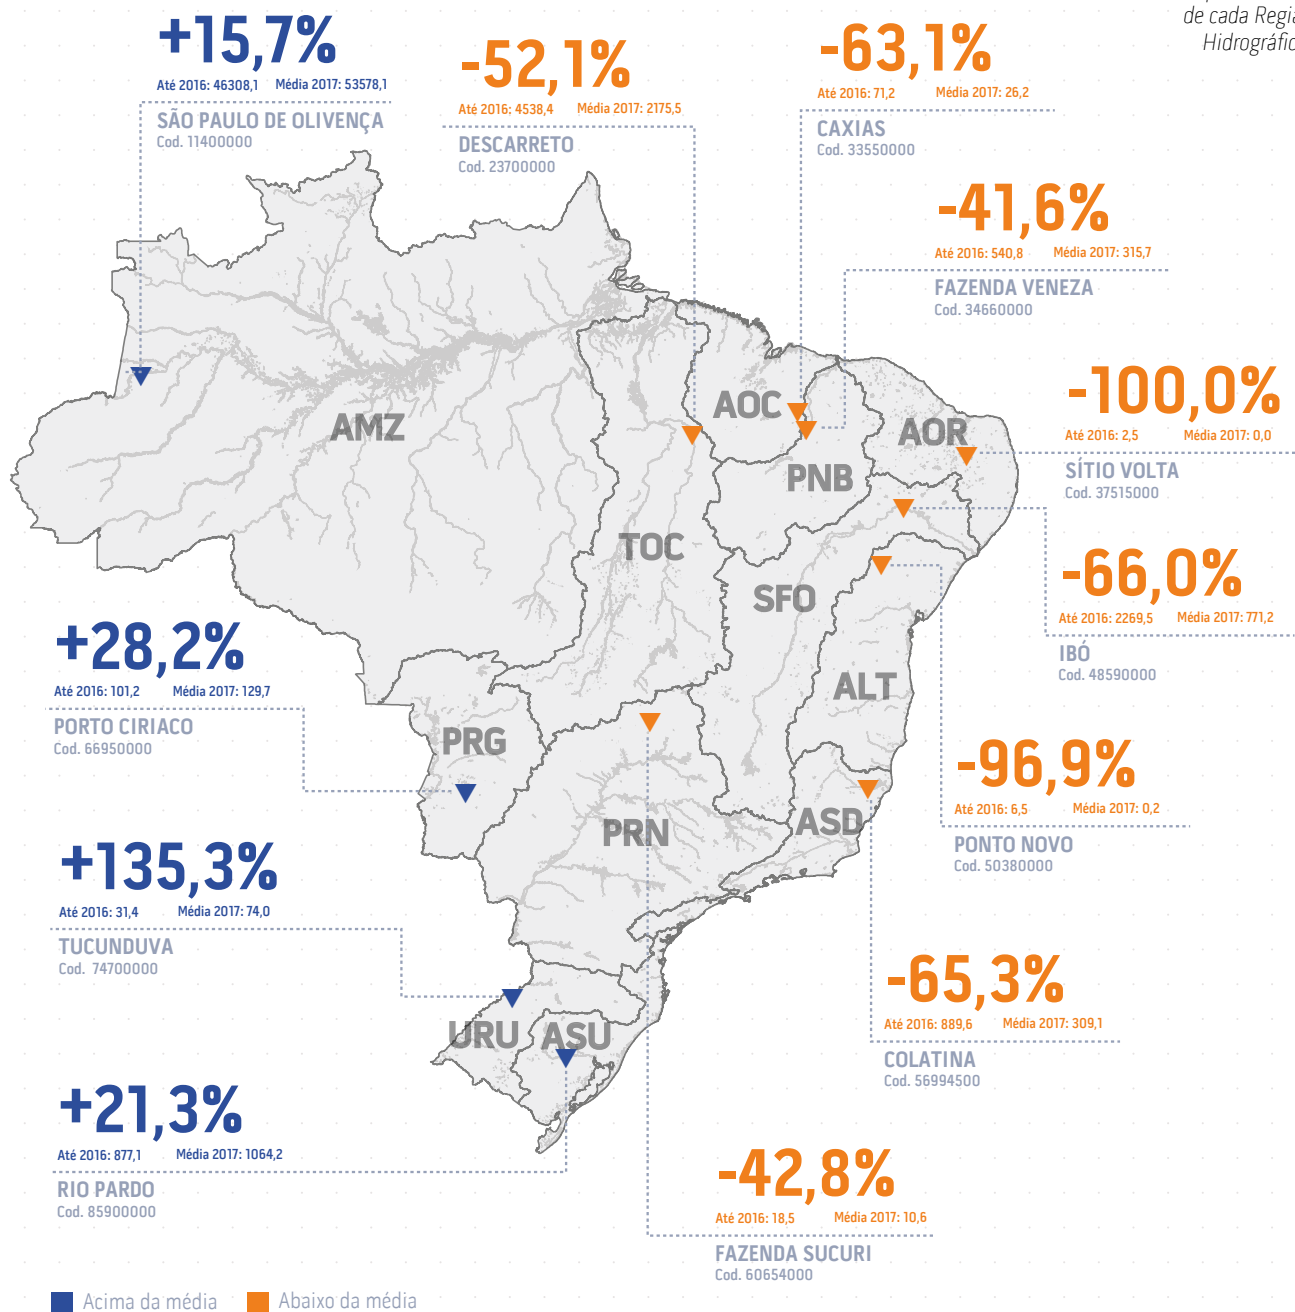 de cada Regiã
Hidrográfic
+15,7%
Até 2016: 46308,1 Média 2017: 53578,1
SÃO PAULO DE OLIVENÇA
Cod. 11400000
-52,1%
Até 2016: 4538,4 Média 2017: 2175,5
DESCARRETO
Cod. 23700000
-63,1%
Até 2016: 71,2 Média 2017: 26,2
CAXIAS
Cod. 33550000
-41,6%
Até 2016: 540,8 Média 2017: 315,7
FAZENDA VENEZA
Cod. 34660000
-100,0%
Até 2016: 2,5 Média 2017: 0,0
SÍTIO VOLTA
Cod. 37515000
-66,0%
Até 2016: 2269,5 Média 2017: 771,2
IBÓ
Cod. 48590000
-96,9%
Até 2016: 6,5 Média 2017: 0,2
PONTO NOVO
Cod. 50380000
-65,3%
Até 2016: 889,6 Média 2017: 309,1
COLATINA
Cod. 56994500
-42,8%
Até 2016: 18,5 Média 2017: 10,6
FAZENDA SUCURI
Cod. 60654000
+28,2%
Até 2016: 101,2 Média 2017: 129,7
PORTO CIRIACO
Cod. 66950000
+135,3%
Até 2016: 31,4 Média 2017: 74,0
TUCUNDUVA
Cod. 74700000
+21,3%
Até 2016: 877,1 Média 2017: 1064,2
RIO PARDO
Cod. 85900000
AMZ
AOC
AOR
PNB
TOC
SFO
ALT
PRG
PRN
ASD
URU
ASU
Acima da média
Abaixo da média